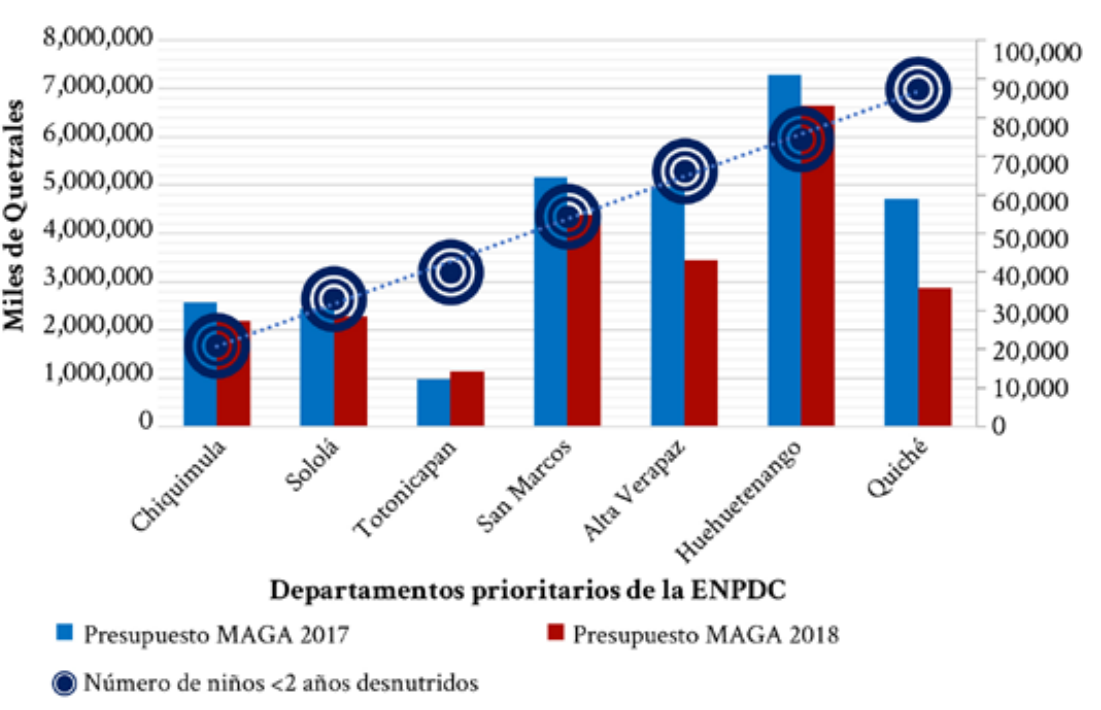 8,000,000
7,000,000
6,000,000
5,000,000
4,000,000
3,000,000
2,000,000
1,000,000
0
Miles de Quetzales
100,000
90,000
80,000
70,000
60,000
50,000
40,000
30,000
20,000
10,000
0
Chiquimula
Sololá
Totonicapan
San Marcos
Alta Verapaz
Huehuetenango
Quiché
Departamentos prioritarios de la ENPDC
Presupuesto MAGA 2017
Presupuesto MAGA 2018
Número de niños <2 años desnutridos